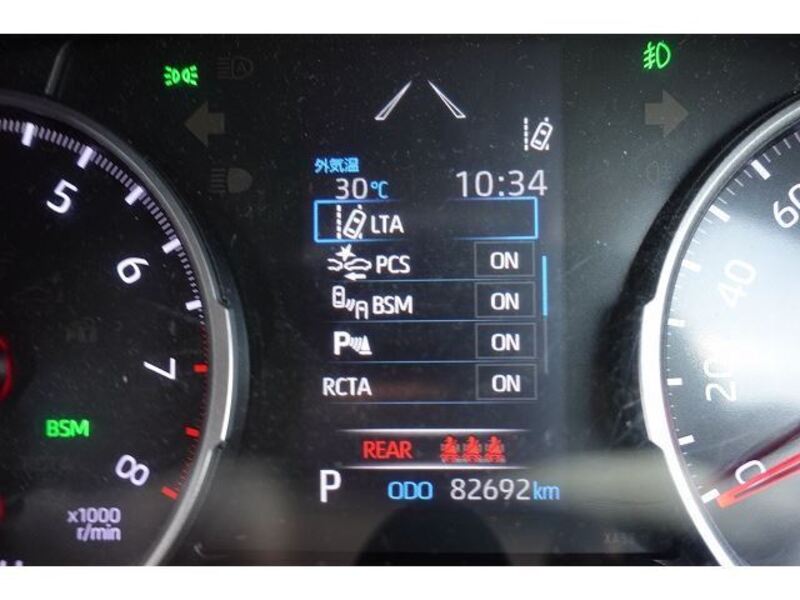 外気温
30℃ 10:34
LTA
PCS ON
BSM ON
P ON
RCTA ON
REAR
P ODO 82692km
5
6
7
8
BSM
x1000
r/min
60
40
20
0